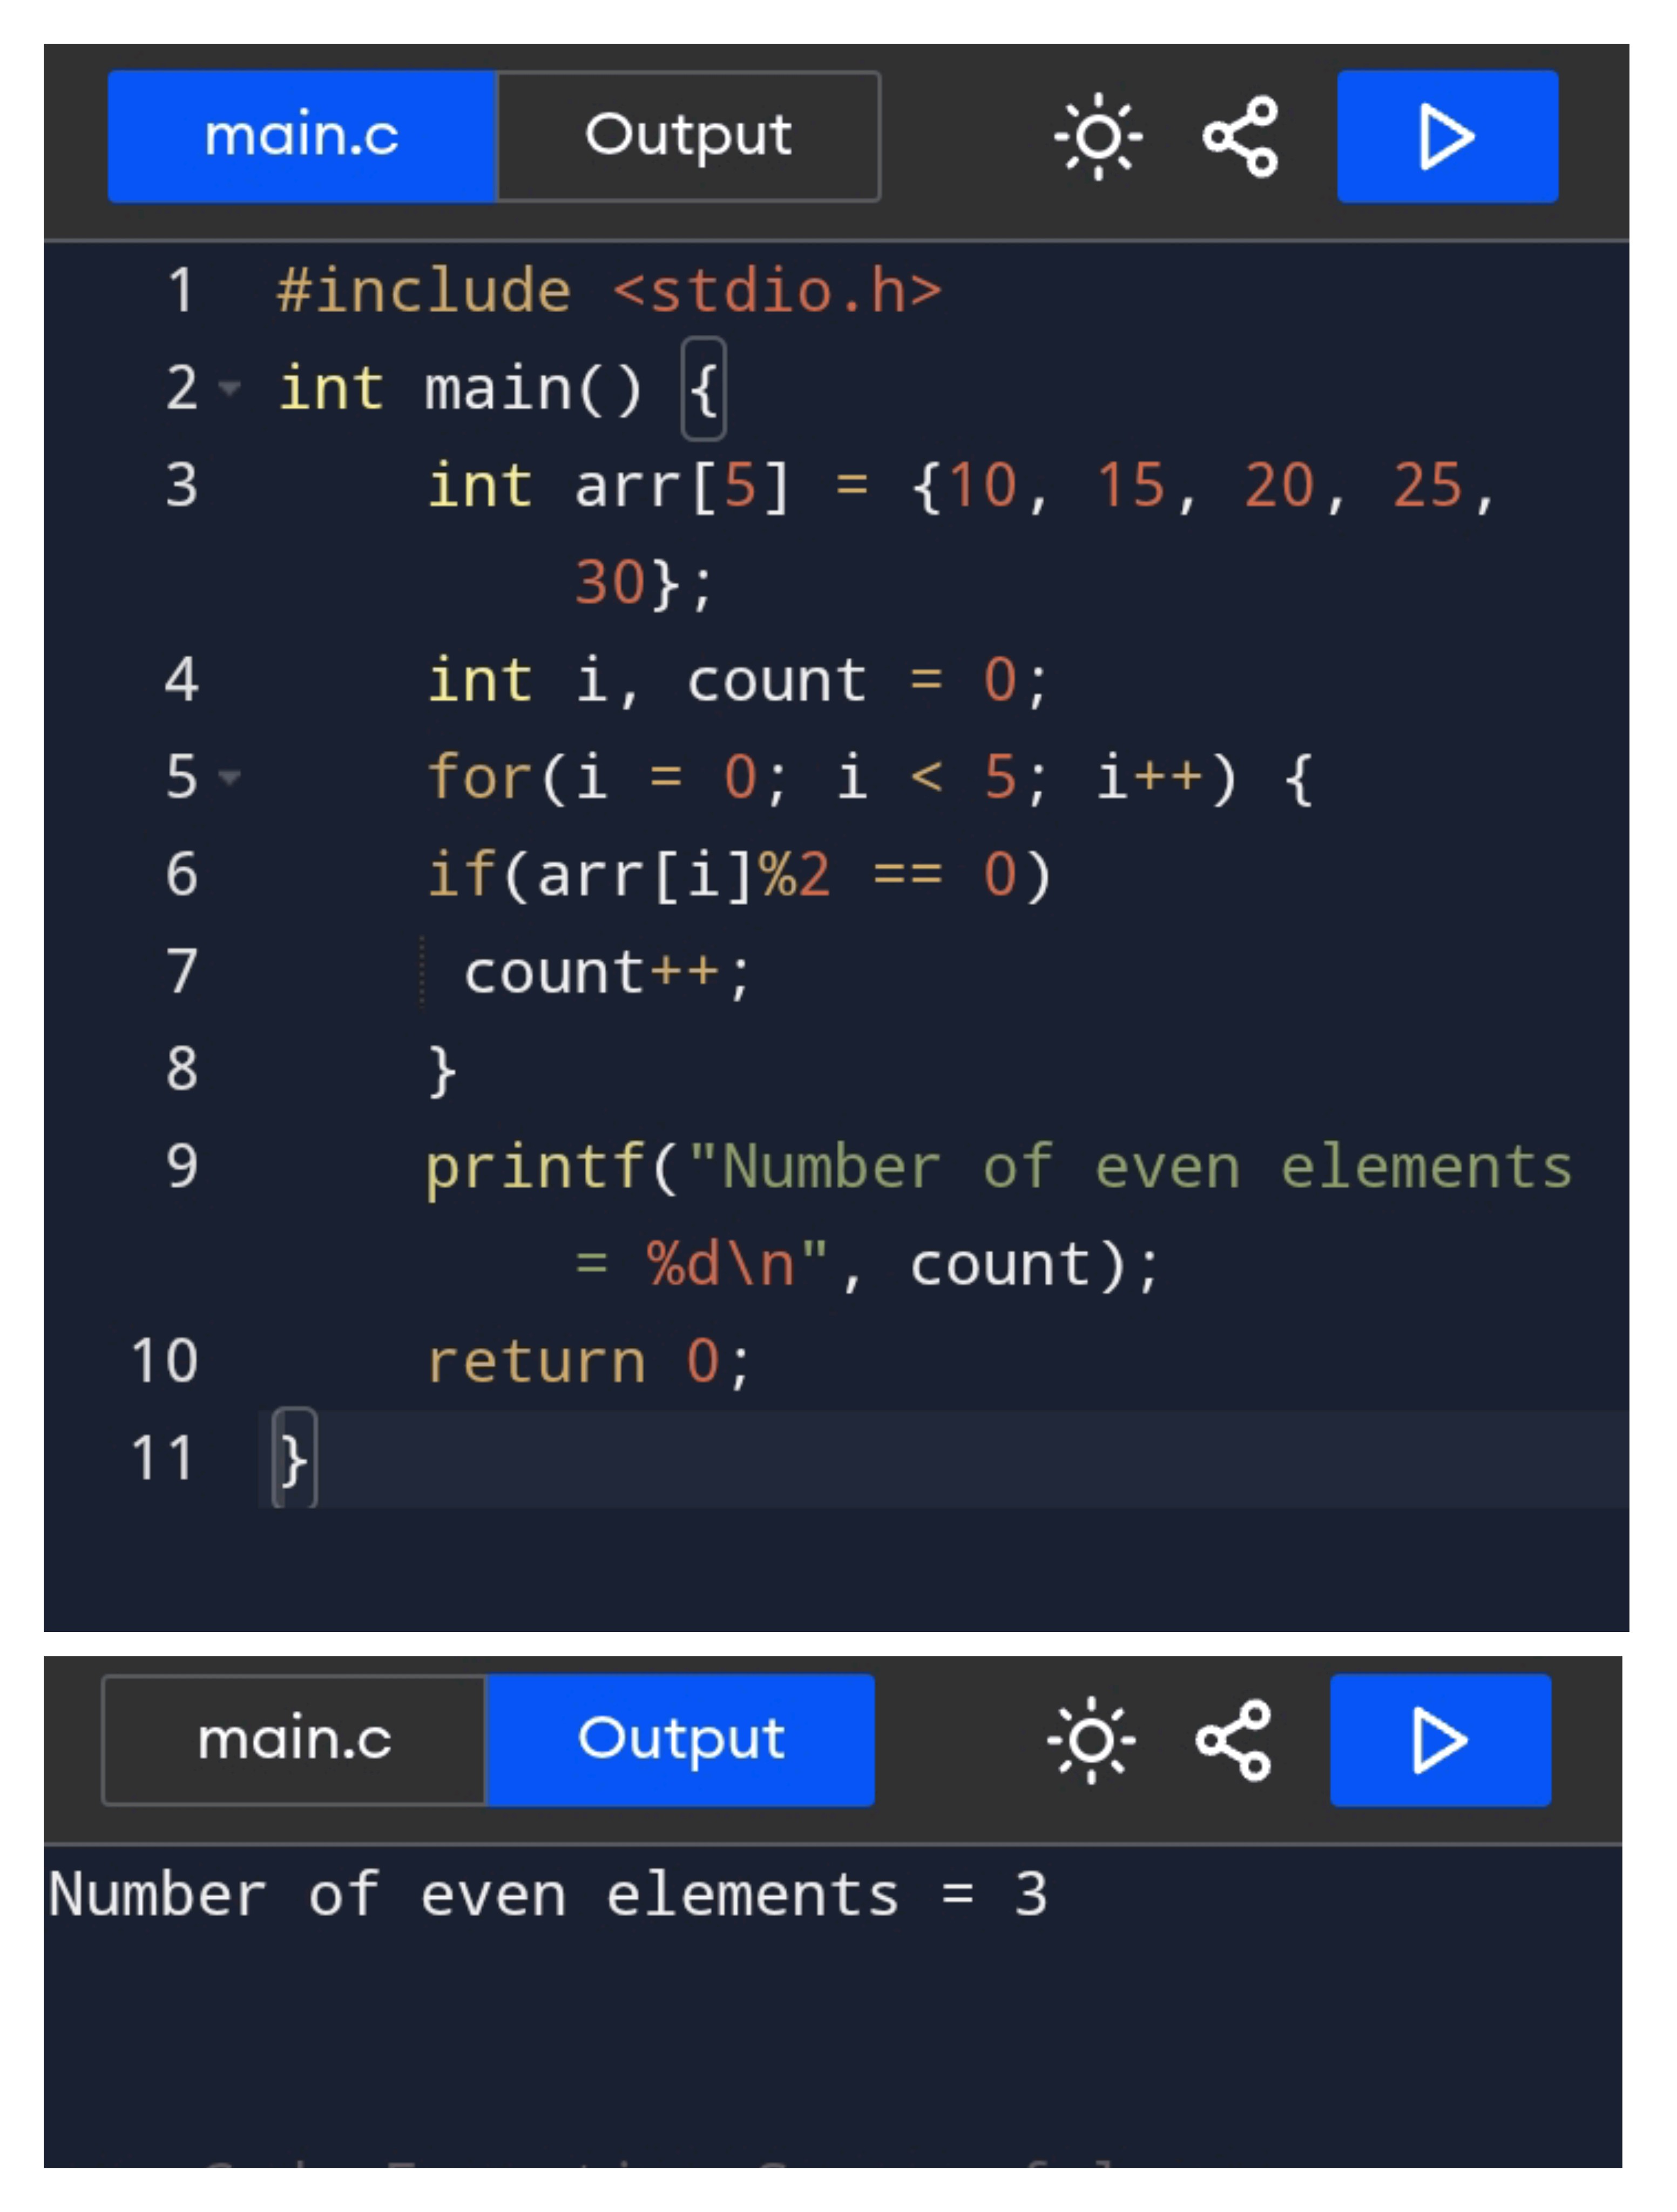 main.c Output
1 #include <stdio.h>
2 int main() {
3 int arr[5] = {10, 15, 20, 25,
30};
4 int i, count = 0;
5 for(i = 0; i < 5; i++) {
6 if(arr[i]%2 == 0)
7 count++;
8 }
9 printf("Number of even elements
= %d\n", count);
10 return 0;
11 }
main.c Output
Number of even elements = 3